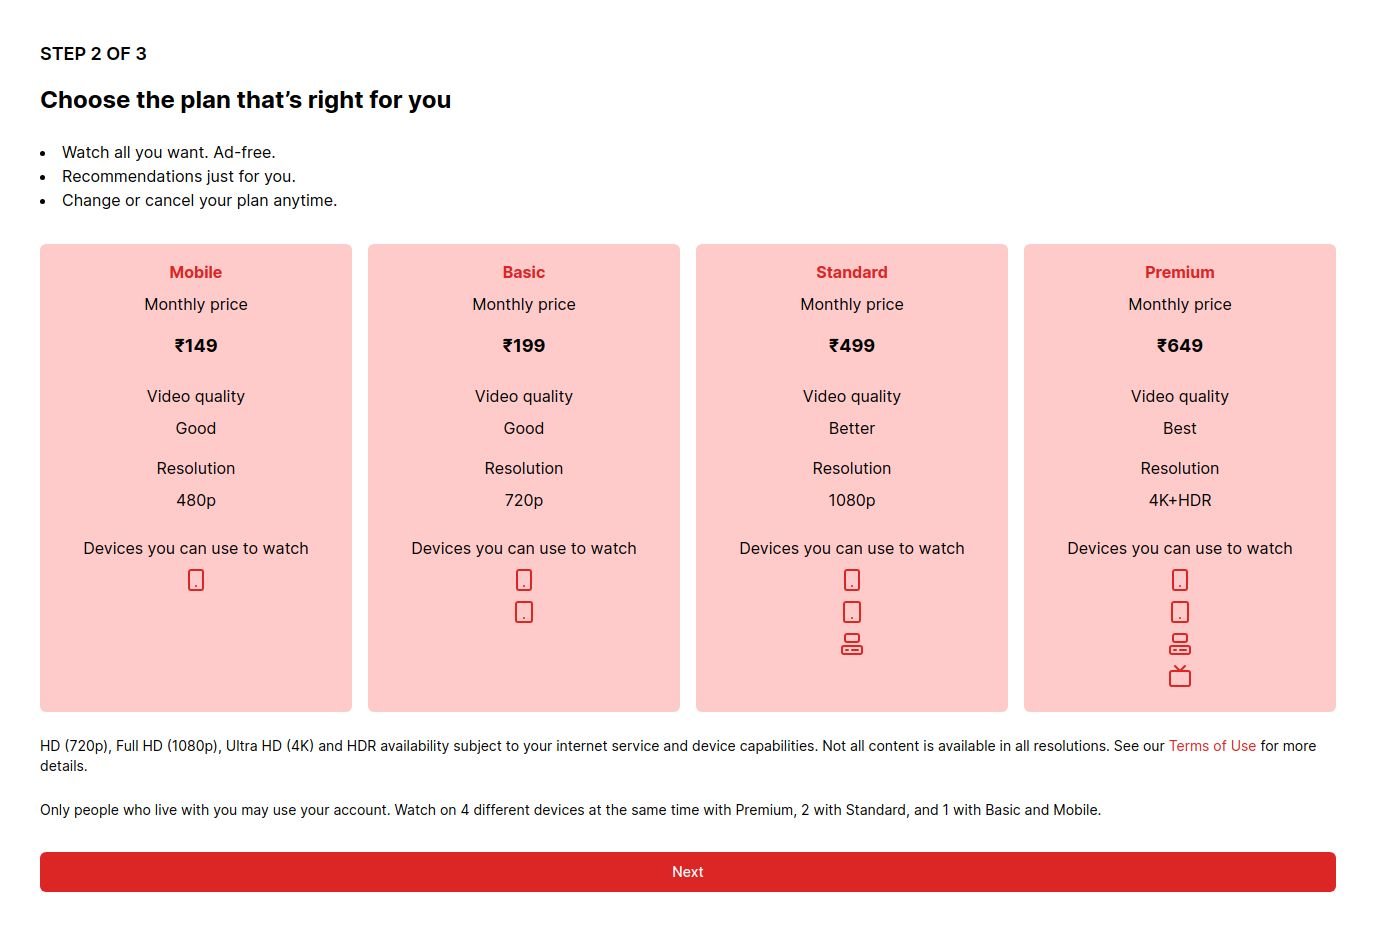 STEP 2 OF 3
Choose the plan that’s right for you
Watch all you want. Ad-free.
Recommendations just for you.
Change or cancel your plan anytime.
Mobile
Monthly price
₹149
Video quality
Good
Resolution
480p
Devices you can use to watch
Basic
Monthly price
₹199
Video quality
Good
Resolution
720p
Devices you can use to watch
Standard
Monthly price
₹499
Video quality
Better
Resolution
1080p
Devices you can use to watch
Premium
Monthly price
₹649
Video quality
Best
Resolution
4K+HDR
Devices you can use to watch
HD (720p), Full HD (1080p), Ultra HD (4K) and HDR availability subject to your internet service and device capabilities. Not all content is available in all resolutions. See our Terms of Use for more
details.
Only people who live with you may use your account. Watch on 4 different devices at the same time with Premium, 2 with Standard, and 1 with Basic and Mobile.
Next